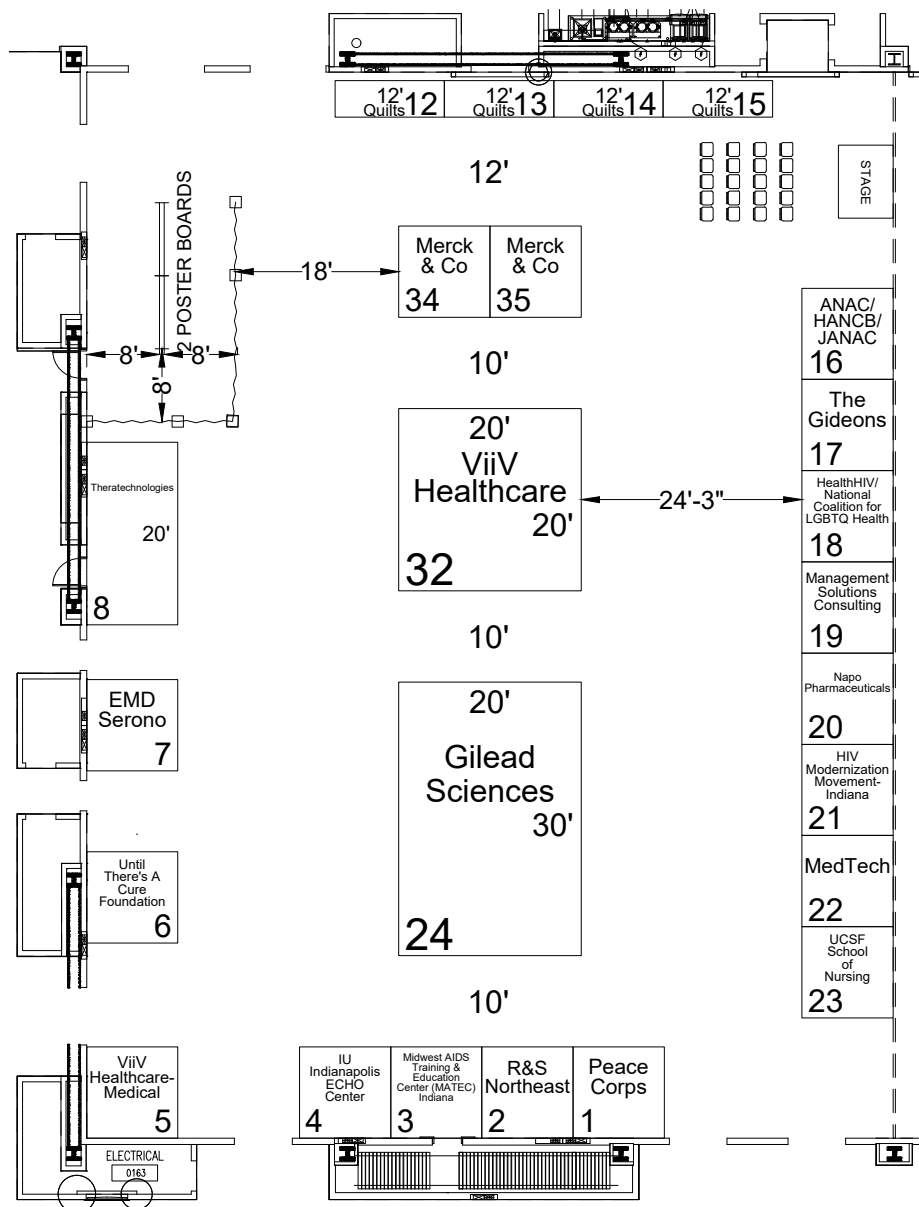 12'
Quilts 12
12'
Quilts 13
12'
Quilts 14
12'
Quilts 15
12'
STAGE
2 POSTER BOARDS
18'
8'
8'
8'
Merck
& Co
34
Merck
& Co
35
10'
ANAC/
HANCB/
JANAC
16
The
Gideons
17
HealthHIV/
National
Coalition for
LGBTQ Health
18
Management
Solutions
Consulting
19
Napo
Pharmaceuticals
20
HIV
Modernization
Movement-
Indiana
21
MedTech
22
UCSF
School
of
Nursing
23
20'
ViiV
Healthcare
20'
32
24'-3"
10'
20'
Gilead
Sciences
30'
24
10'
Theratechnologies
20'
8
EMD
Serono
7
Until
There's A
Cure
Foundation
6
ViiV
Healthcare-
Medical
5
IU
Indianapolis
ECHO
Center
4
Midwest AIDS
Training &
Education
Center (MATEC)
Indiana
3
R&S
Northeast
2
Peace
Corps
1
ELECTRICAL
0163